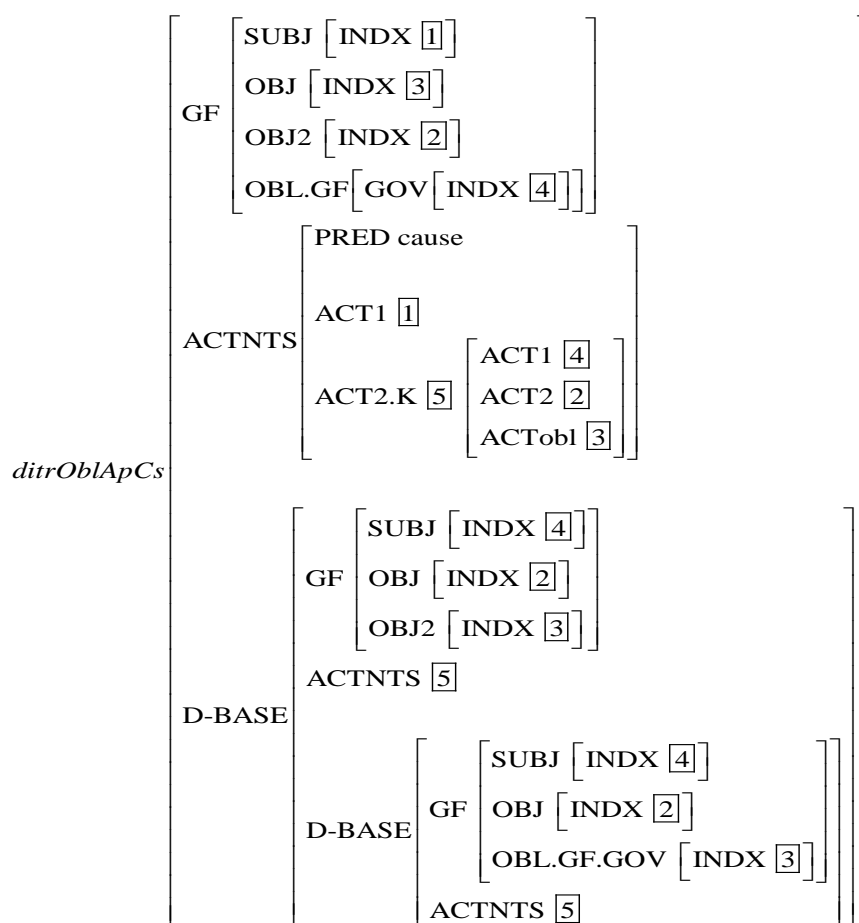 SUBJ [INDX 1]
GF OBJ [INDX 3]
OBJ2 [INDX 2]
OBL.GF[GOV[INDX 4]]
PRED cause
ACTNTS ACT1 1
ACT2.K 5 ACT1 4
ACT2 2
ACTobl 3
ditrOblApCs
SUBJ [INDX 4]
GF OBJ [INDX 2]
OBJ2 [INDX 3]
ACTNTS 5
D-BASE
SUBJ [INDX 4]
D-BASE GF OBJ [INDX 2]
OBL.GF.GOV [INDX 3]
ACTNTS 5